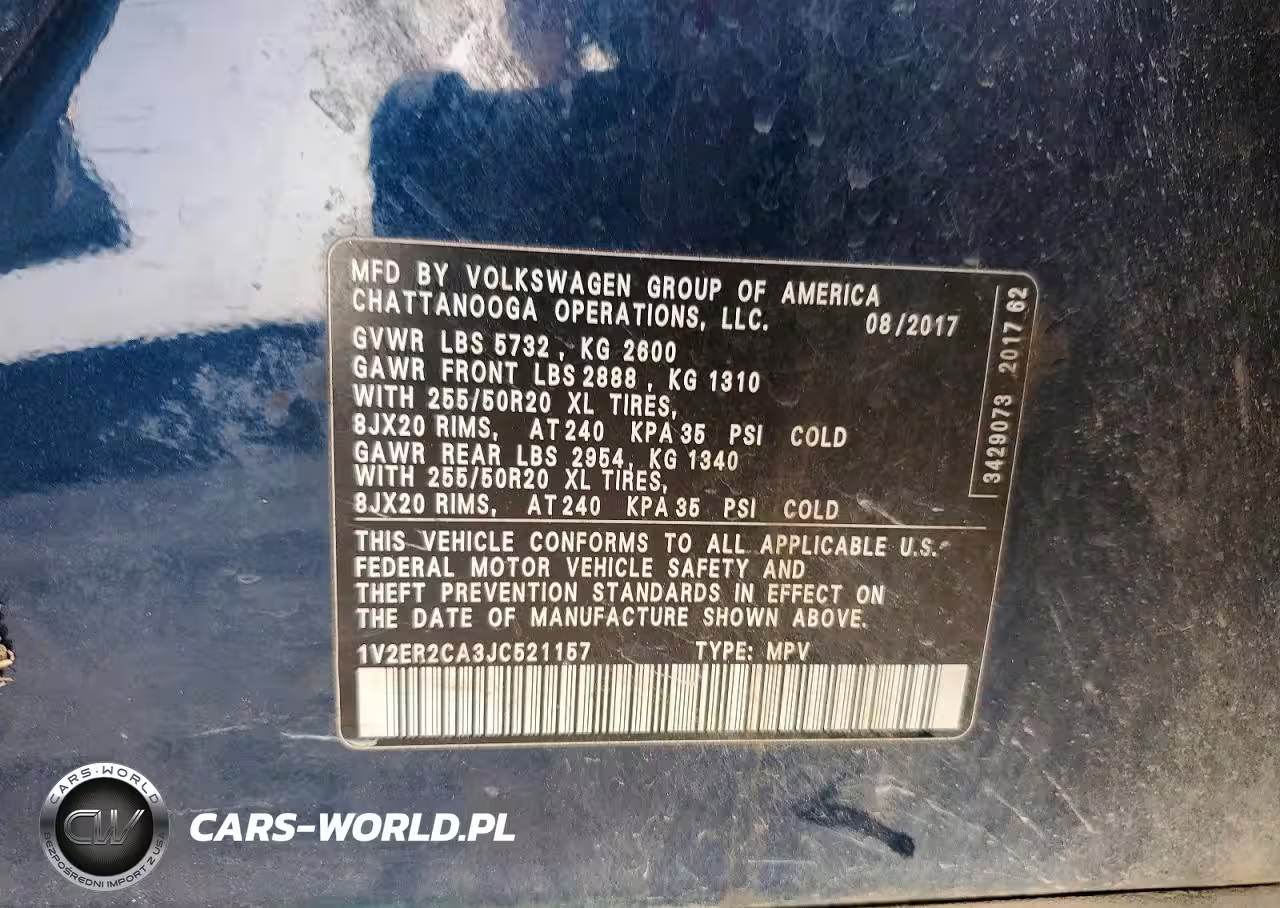 MFD BY VOLKSWAGEN GROUP OF AMERICA
CHATTANOOGA OPERATIONS, LLC. 08/2017
GVWR LBS 5732, KG 2600
GAWR FRONT LBS 2888, KG 1310
WITH 255/50R20 XL TIRES,
8JX20 RIMS, AT 240 KPA 35 PSI COLD
GAWR REAR LBS 2954, KG 1340
WITH 255/50R20 XL TIRES,
8JX20 RIMS, AT 240 KPA 35 PSI COLD
3429073 2017 62
THIS VEHICLE CONFORMS TO ALL APPLICABLE U.S.
FEDERAL MOTOR VEHICLE SAFETY AND
THEFT PREVENTION STANDARDS IN EFFECT ON
THE DATE OF MANUFACTURE SHOWN ABOVE.
1V2ER2CA3JC521157 TYPE: MPV
CARS-WORLD
CW
BEZPOŚREDNI IMPORT Z USA
CARS-WORLD.PL